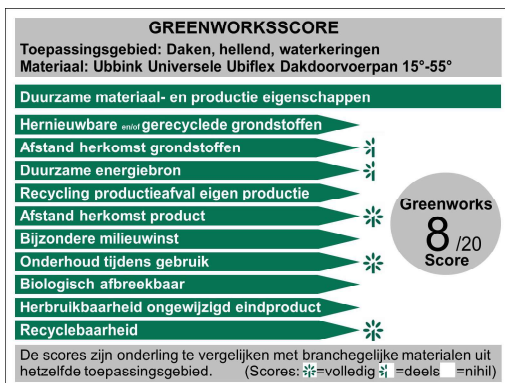 GREENWORKSSCORE
Toepassingsgebied: Daken, hellend, waterkeringen
Materiaal: Ubbink Universele Ubiflex Dakdoorvoerpan 15°-55°
Duurzame materiaal- en productie eigenschappen
Hernieuwbare en/of gerecyclede grondstoffen
Afstand herkomst grondstoffen
Duurzame energiebron
Recycling productieafval eigen productie
Afstand herkomst product
Bijzondere milieuwinst
Onderhoud tijdens gebruik
Biologisch afbreekbaar
Herbruikbaarheid ongewijzigd eindproduct
Recyclebaarheid
Greenworks
8 /20
Score
De scores zijn onderling te vergelijken met branchegelijke materialen uit
hetzelfde toepassingsgebied. (Scores: =volledig =deels =nihil)